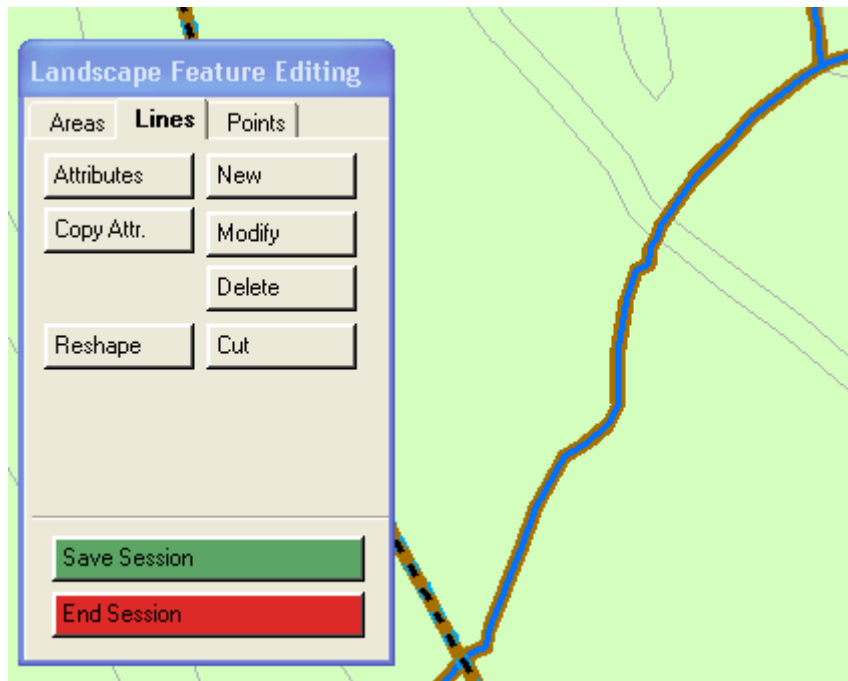 Landscape Feature Editing
Areas Lines Points
Attributes New
Copy Attr. Modify
Delete
Reshape Cut
Save Session
End Session